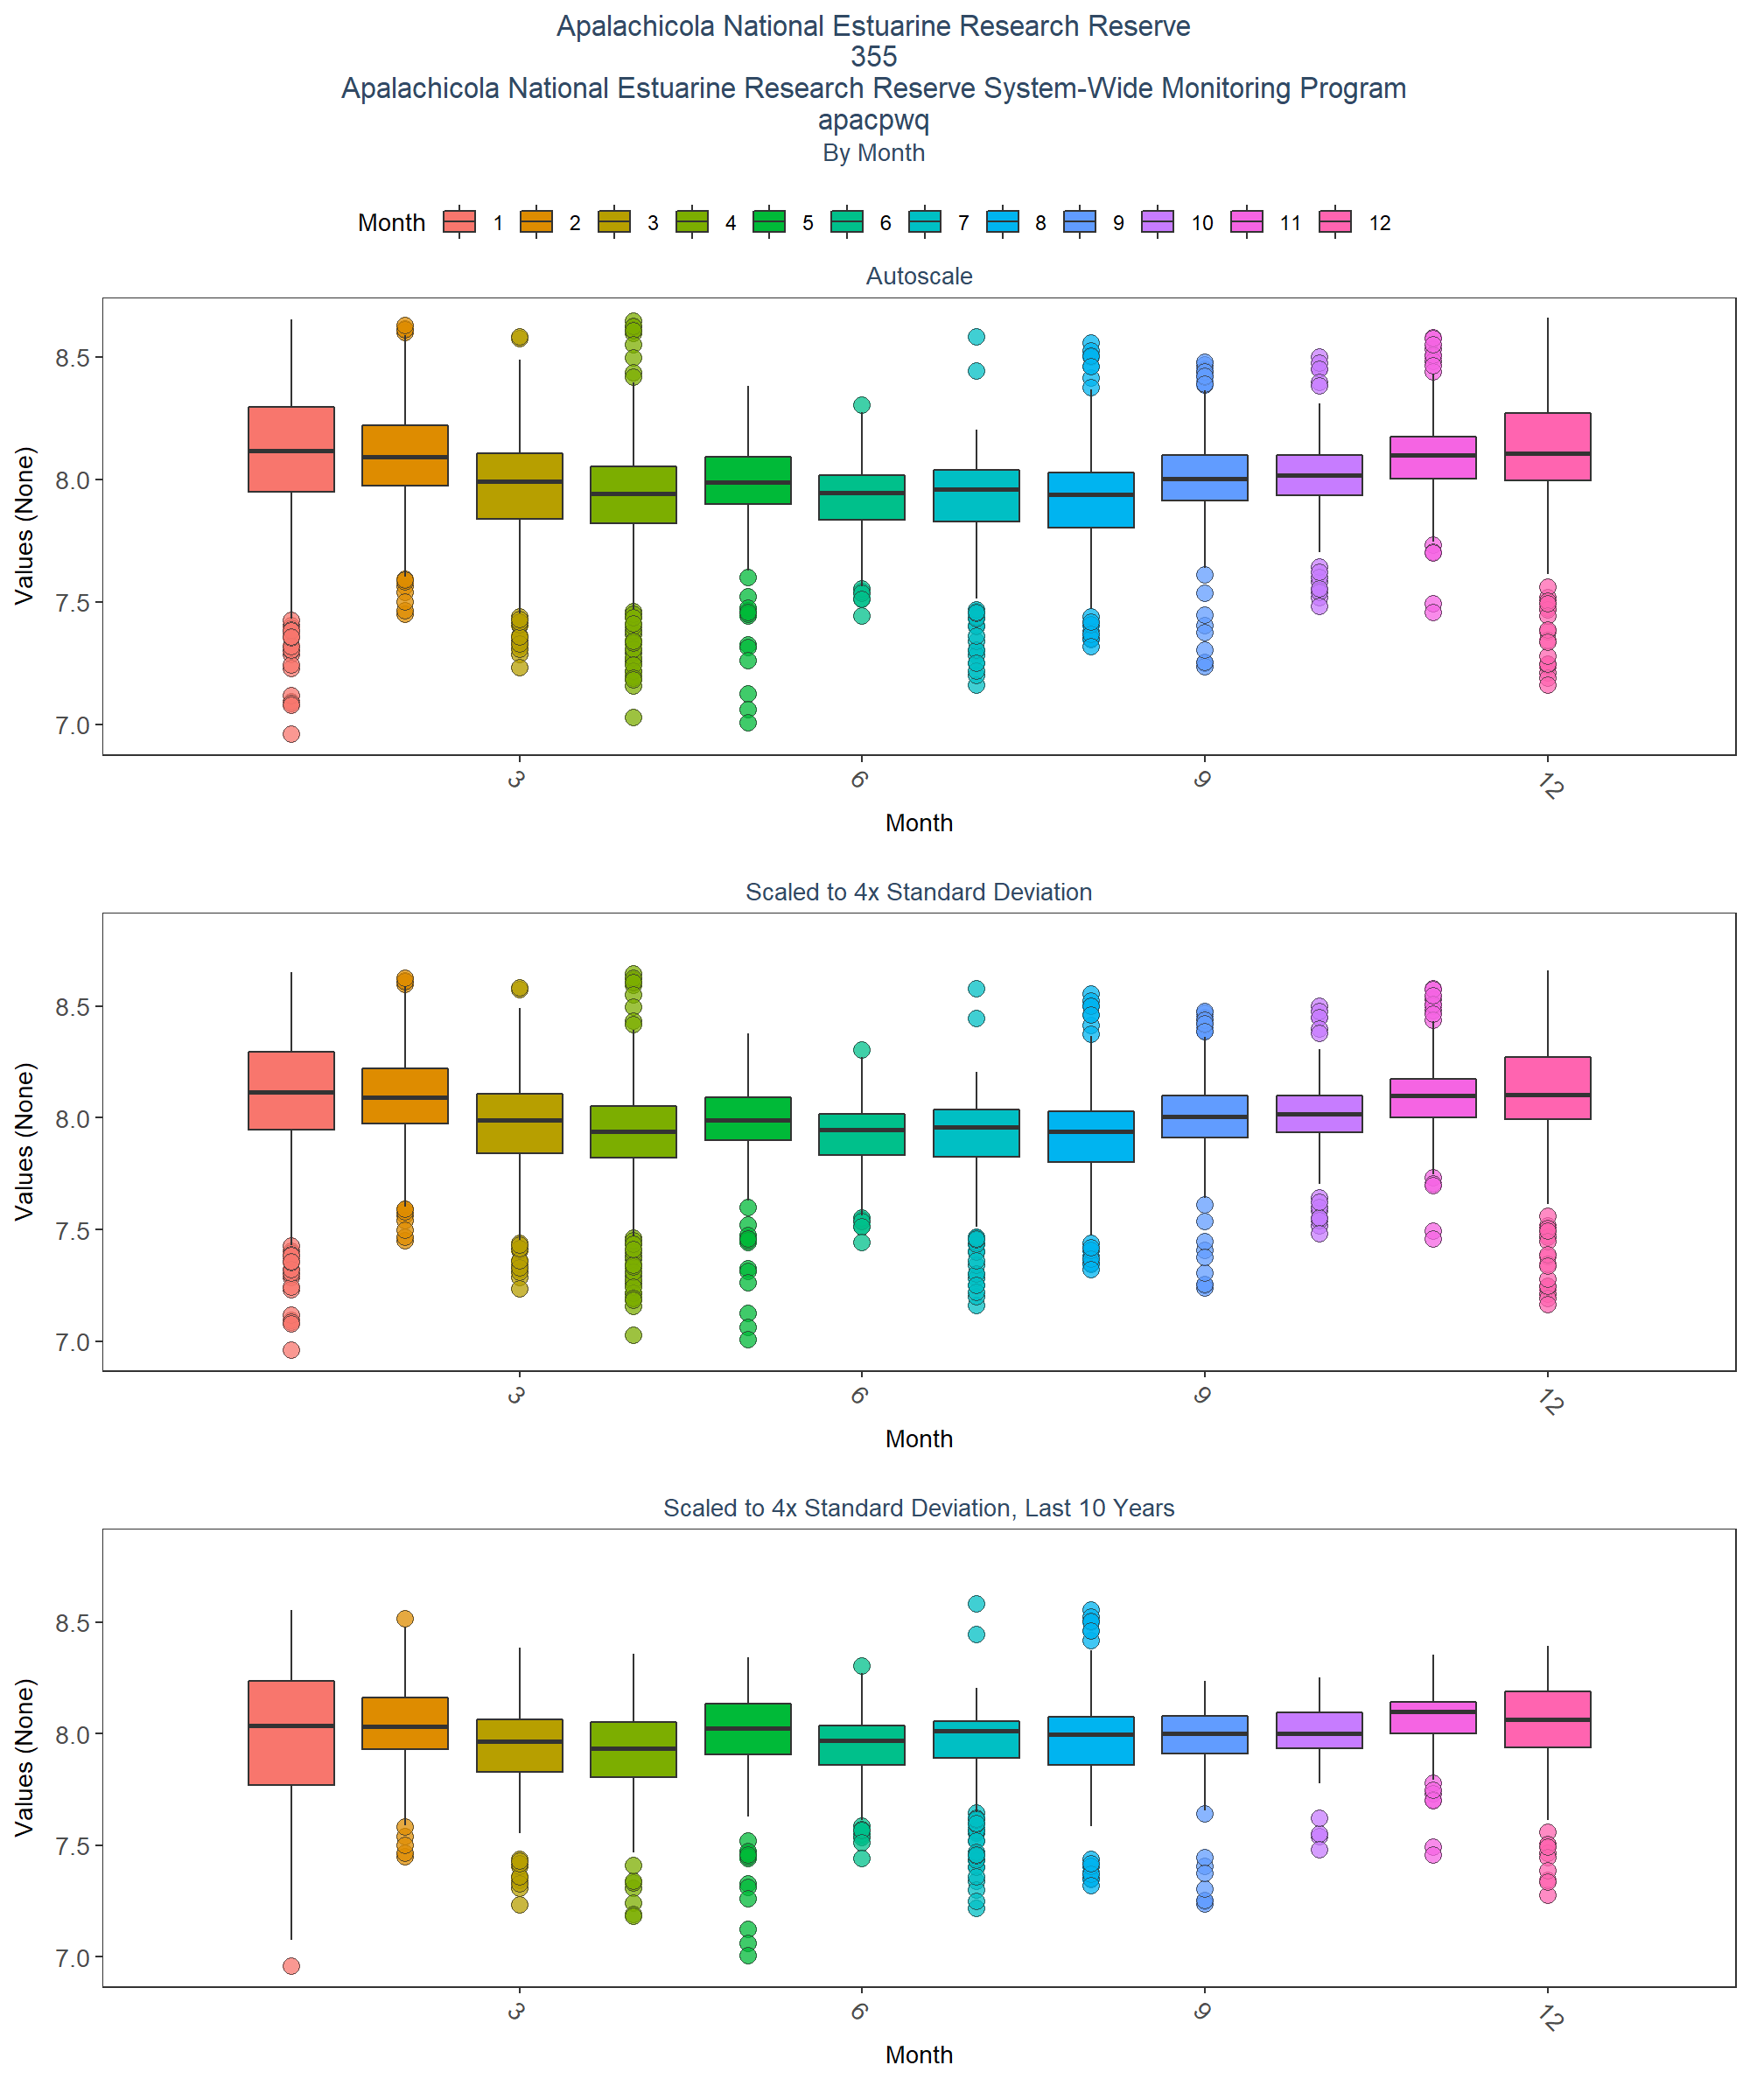 Apalachicola National Estuarine Research Reserve
355
Apalachicola National Estuarine Research Reserve System-Wide Monitoring Program
apacpwq
By Month
Month 1 2 3 4 5 6 7 8 9 10 11 12
Autoscale
Values (None)
8.5
8.0
7.5
7.0
3 6 9 12
Month
Scaled to 4x Standard Deviation
Values (None)
8.5
8.0
7.5
7.0
3 6 9 12
Month
Scaled to 4x Standard Deviation, Last 10 Years
Values (None)
8.5
8.0
7.5
7.0
3 6 9 12
Month